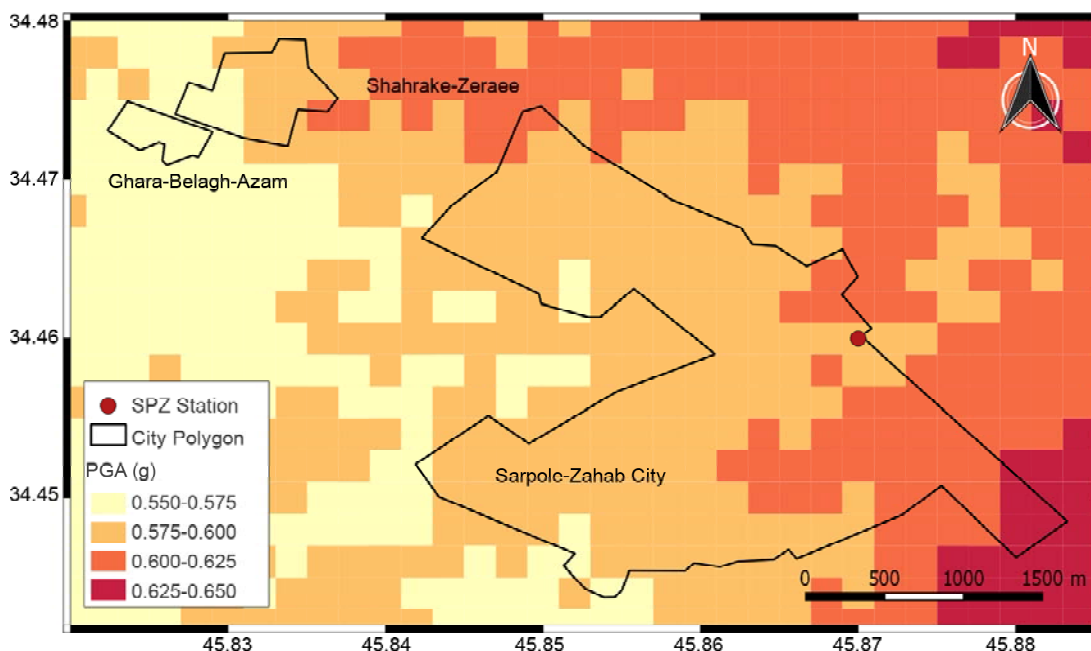 34.48
N
Shahrake-Zeraee
34.47
Ghara-Belagh-Azam
34.46
SPZ Station
City Polygon
PGA (g)
0.550-0.575
0.575-0.600
0.600-0.625
0.625-0.650
Sarpole-Zahab City
34.45
0 500 1000 1500 m
45.83 45.84 45.85 45.86 45.87 45.88